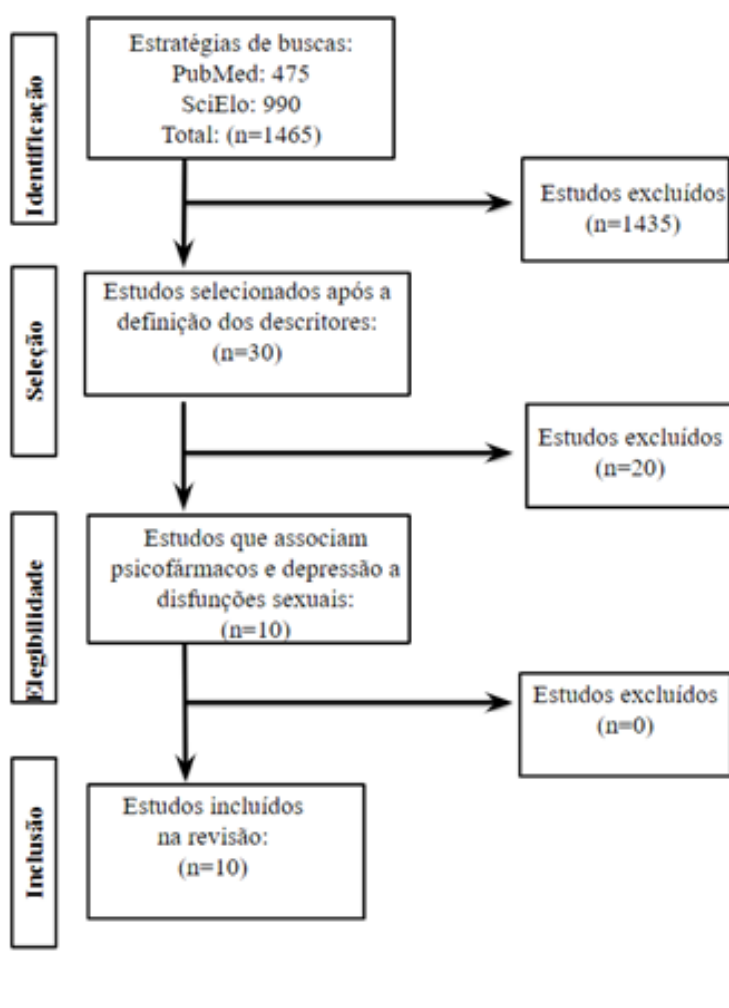 Identificação
Estratégias de buscas:
PubMed: 475
SciElo: 990
Total: (n=1465)
Estudos excluídos
(n=1435)
Seleção
Estudos selecionados após a
definição dos descritores:
(n=30)
Estudos excluídos
(n=20)
Elegibilidade
Estudos que associam
psicofármacos e depressão a
disfunções sexuais:
(n=10)
Estudos excluídos
(n=0)
Inclusão
Estudos incluídos
na revisão:
(n=10)